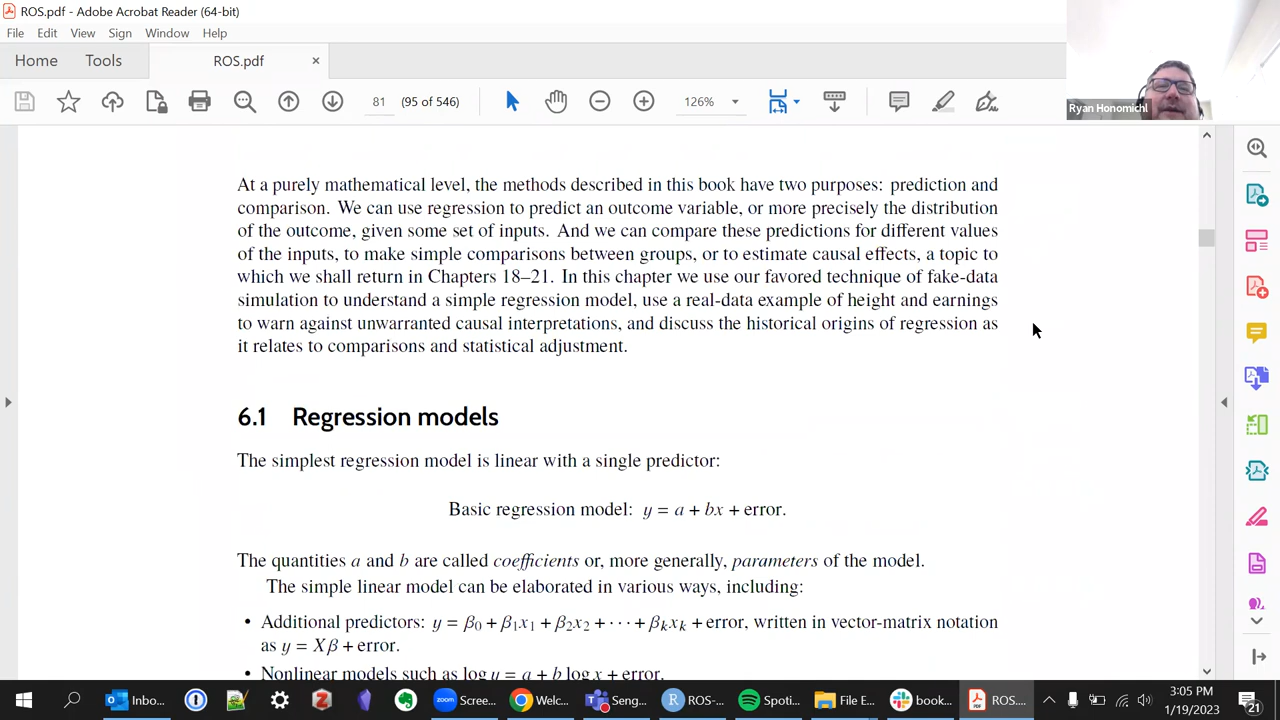 ROS.pdf - Adobe Acrobat Reader (64-bit)
File Edit View Sign Window Help
Home Tools ROS.pdf ×
81 (95 of 546) 126%
Ryan Honomichl
At a purely mathematical level, the methods described in this book have two purposes: prediction and
comparison. We can use regression to predict an outcome variable, or more precisely the distribution
of the outcome, given some set of inputs. And we can compare these predictions for different values
of the inputs, to make simple comparisons between groups, or to estimate causal effects, a topic to
which we shall return in Chapters 18–21. In this chapter we use our favored technique of fake-data
simulation to understand a simple regression model, use a real-data example of height and earnings
to warn against unwarranted causal interpretations, and discuss the historical origins of regression as
it relates to comparisons and statistical adjustment.
6.1 Regression models
The simplest regression model is linear with a single predictor:
Basic regression model: y = a + bx + error.
The quantities a and b are called coefficients or, more generally, parameters of the model.
The simple linear model can be elaborated in various ways, including:
• Additional predictors: y = β₀ + β₁x₁ + β₂x₂ + ··· + βₖxₖ + error, written in vector-matrix notation
as y = Xβ + error.
• Nonlinear models such as log y = a + b log x + error.
Inbo... Scree... Welc... Seng... ROS-... Spoti... File E... book... ROS....
3:05 PM
1/19/2023
21